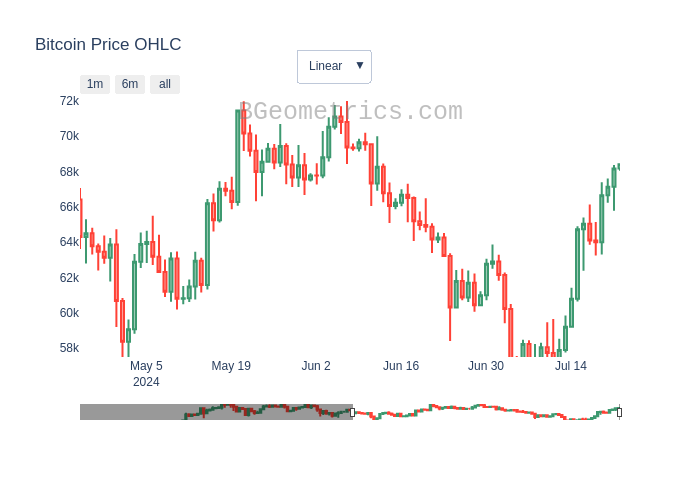 Bitcoin Price OHLC
Linear ▼
1m 6m all
BGeometrics.com
72k
70k
68k
66k
64k
62k
60k
58k
May 5 May 19 Jun 2 Jun 16 Jun 30 Jul 14
2024